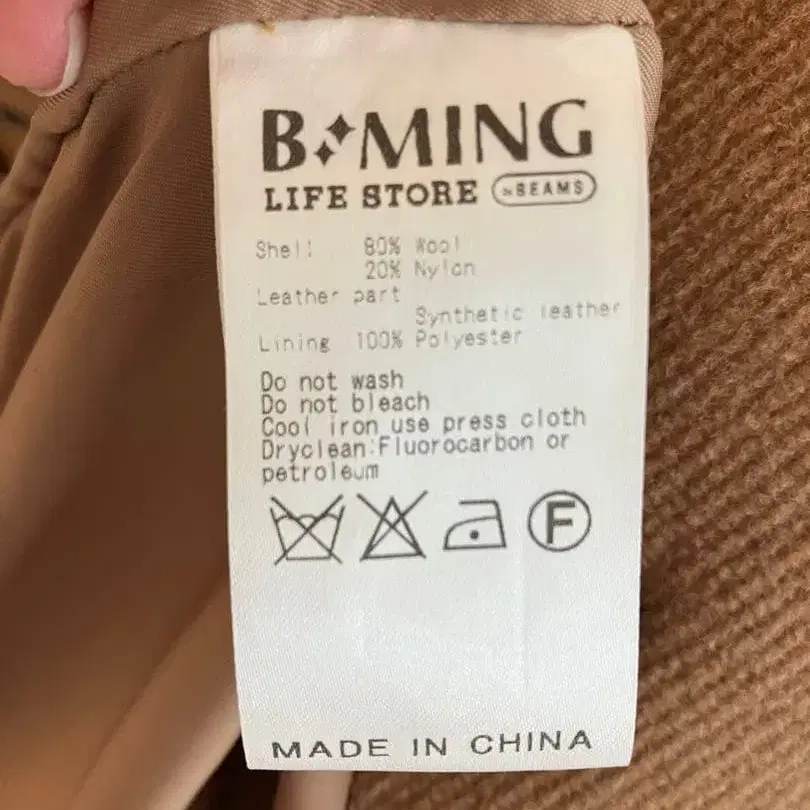 B MING
LIFE STORE by BEAMS
Shell 80% Wool
20% Nylon
Leather part
Synthetic leather
Lining 100% Polyester
Do not wash
Do not bleach
Cool iron use press cloth
Dryclean:Fluorocarbon or
petroleum
F
MADE IN CHINA